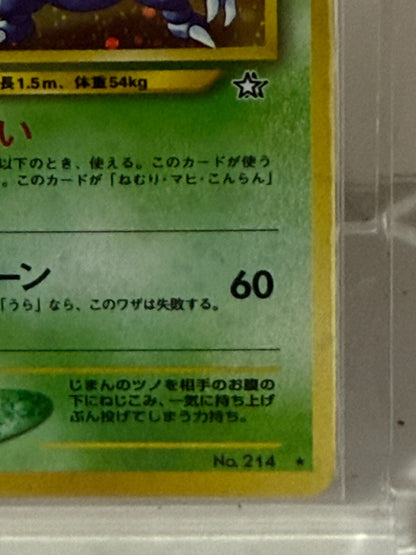 長1.5m、体重54kg
い
以下のとき、使える。このカードが使う
。このカードが「ねむり・マヒ・こんらん」
ーン 60
「うら」なら、このワザは失敗する。
じまんのツノを相手のお腹の
下にねじこみ、一気に持ち上げ
ぶん投げてしまう力持ち。
No. 214 ★